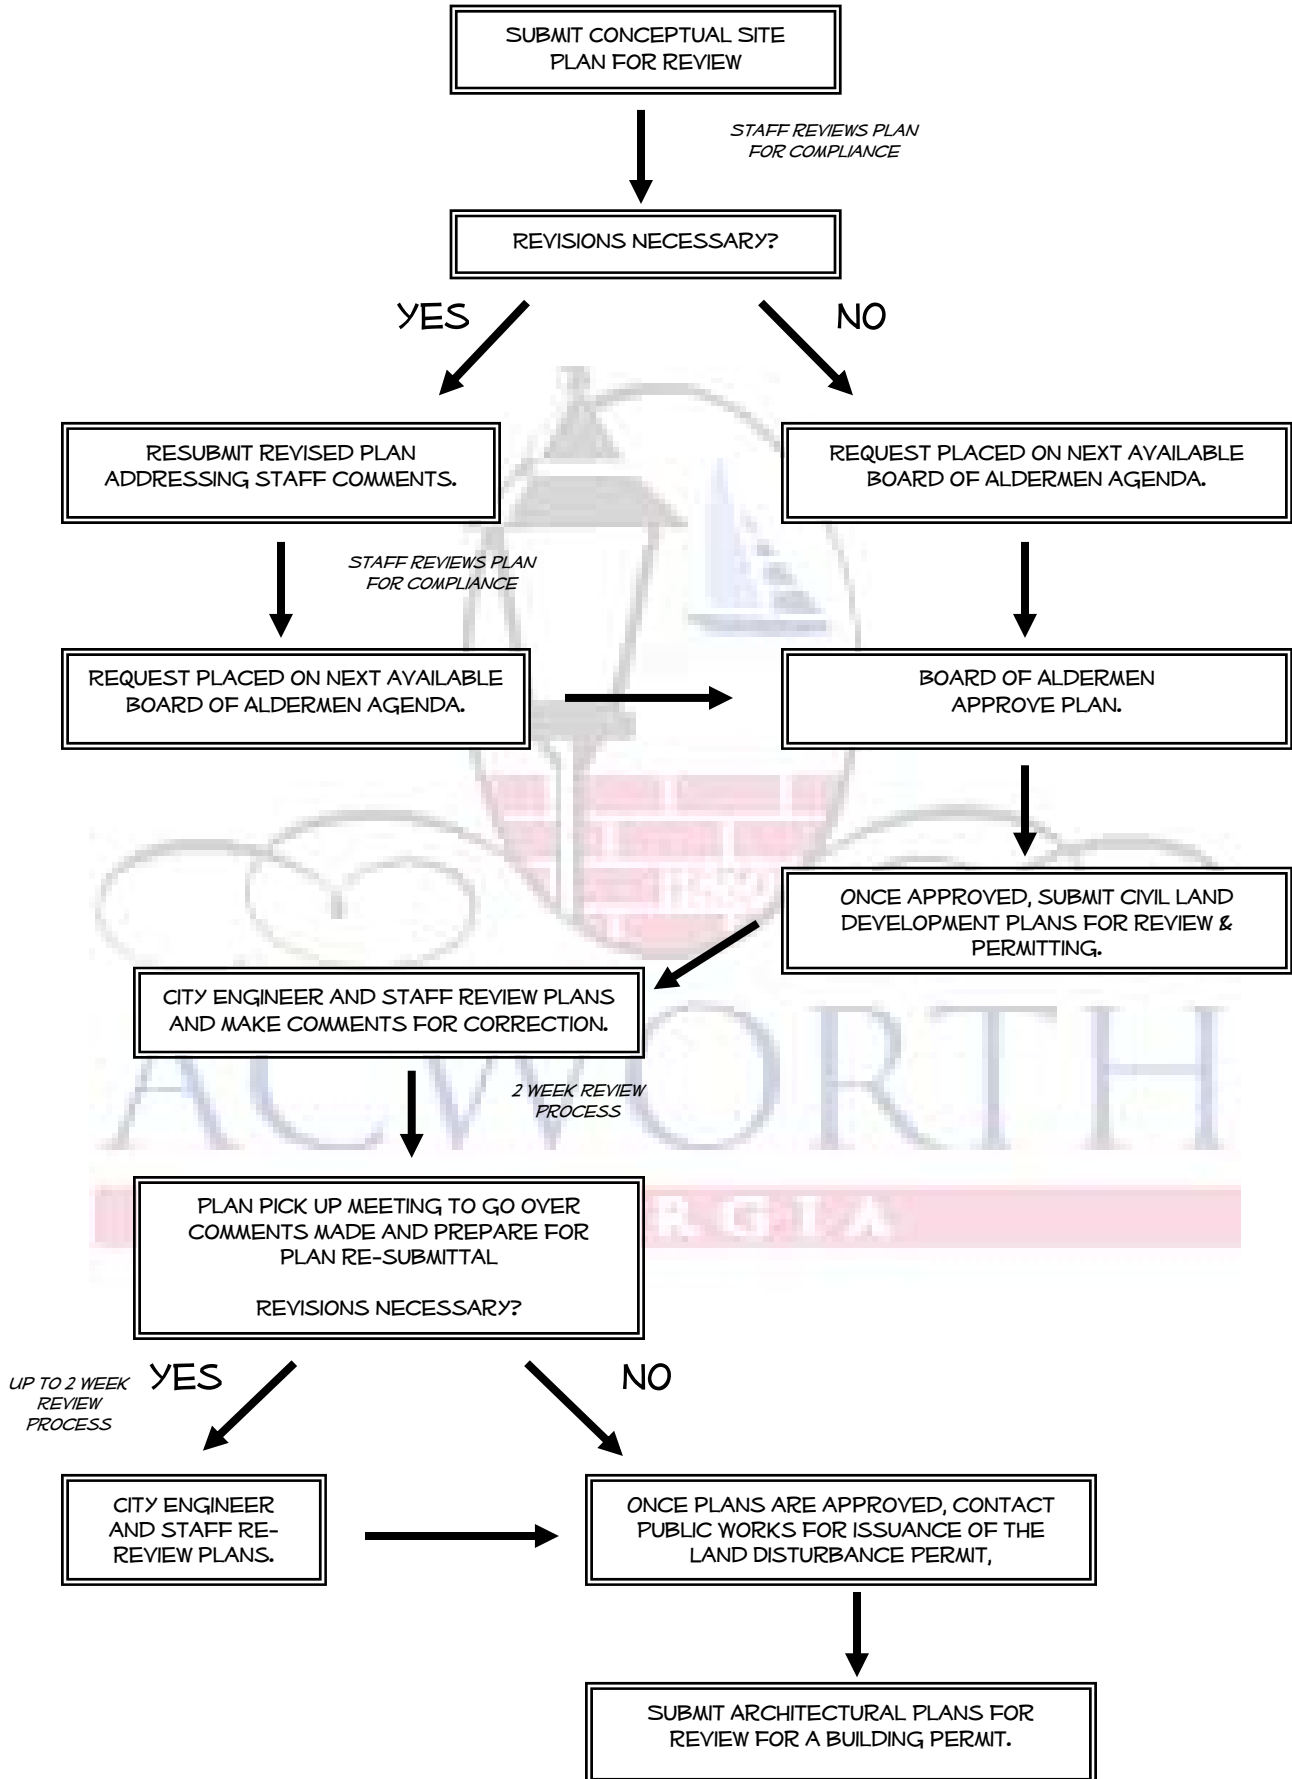 SUBMIT CONCEPTUAL SITE
PLAN FOR REVIEW
STAFF REVIEWS PLAN
FOR COMPLIANCE
REVISIONS NECESSARY?
YES
NO
RESUBMIT REVISED PLAN
ADDRESSING STAFF COMMENTS.
REQUEST PLACED ON NEXT AVAILABLE
BOARD OF ALDERMEN AGENDA.
STAFF REVIEWS PLAN
FOR COMPLIANCE
REQUEST PLACED ON NEXT AVAILABLE
BOARD OF ALDERMEN AGENDA.
BOARD OF ALDERMEN
APPROVE PLAN.
ONCE APPROVED, SUBMIT CIVIL LAND
DEVELOPMENT PLANS FOR REVIEW &
PERMITTING.
CITY ENGINEER AND STAFF REVIEW PLANS
AND MAKE COMMENTS FOR CORRECTION.
ACWORTH
2 WEEK REVIEW
PROCESS
PLAN PICK UP MEETING TO GO OVER
COMMENTS MADE AND PREPARE FOR
PLAN RE-SUBMITTAL
REVISIONS NECESSARY?
RGIA
UP TO 2 WEEK
REVIEW
PROCESS
YES
NO
CITY ENGINEER
AND STAFF RE-
REVIEW PLANS.
ONCE PLANS ARE APPROVED, CONTACT
PUBLIC WORKS FOR ISSUANCE OF THE
LAND DISTURBANCE PERMIT,
SUBMIT ARCHITECTURAL PLANS FOR
REVIEW FOR A BUILDING PERMIT.